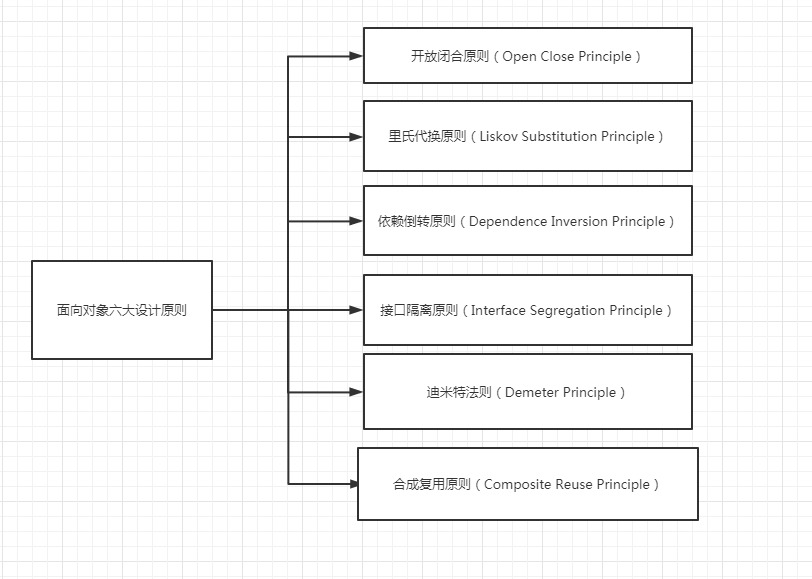 开放闭合原则（Open Close Principle）
里氏代换原则（Liskov Substitution Principle）
依赖倒转原则（Dependence Inversion Principle）
面向对象六大设计原则
接口隔离原则（Interface Segregation Principle）
迪米特法则（Demeter Principle）
合成复用原则（Composite Reuse Principle）